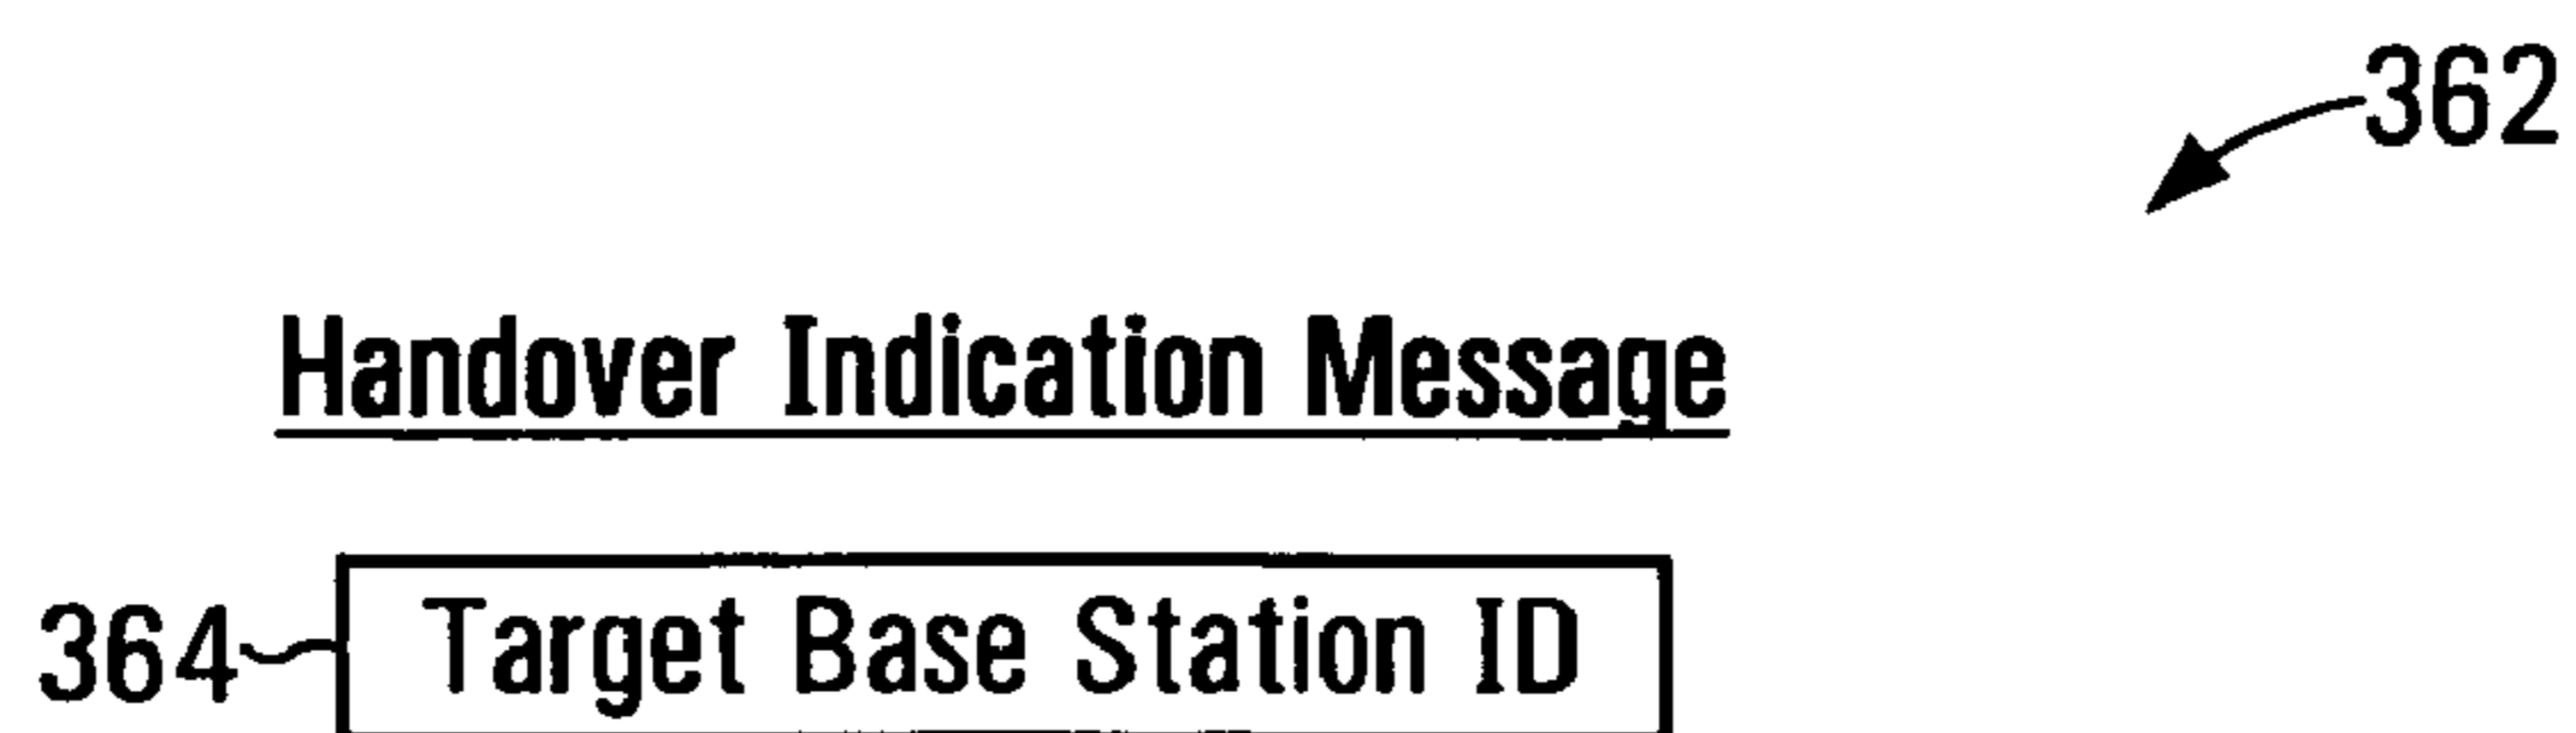 362
Handover Indication Message
364 Target Base Station ID